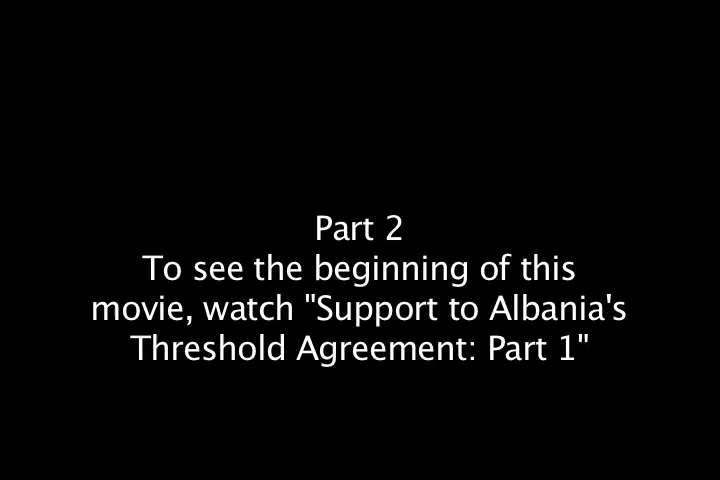 Part 2
To see the beginning of this
movie, watch "Support to Albania's
Threshold Agreement: Part 1"